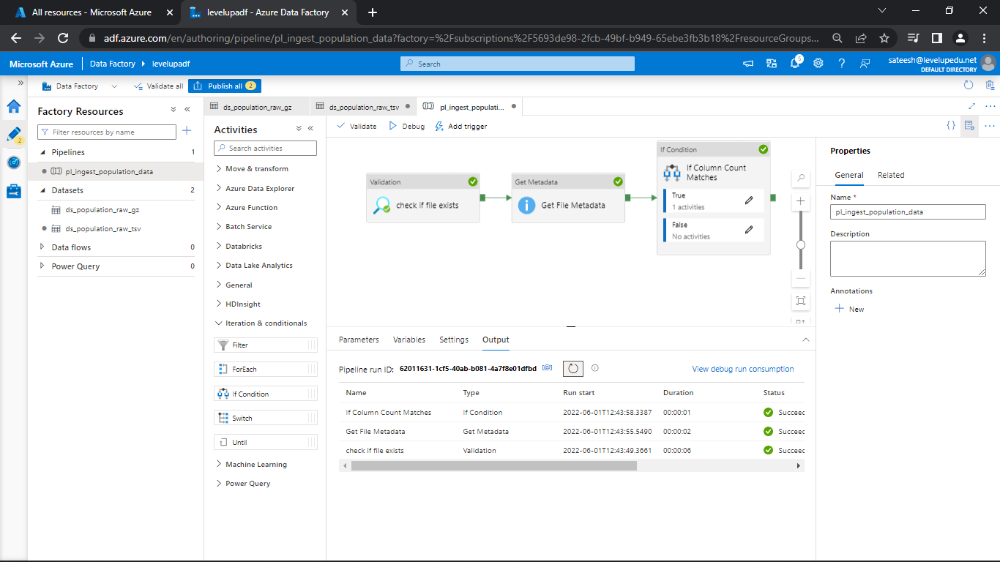 All resources - Microsoft Azure
levelupadf - Azure Data Factory
adf.azure.com/en/authoring/pipeline/pl_ingest_population_data?factory=%2Fsubscriptions%2F5693de98-2fcb-49bf-b949-65ebe3fb3b18%2FresourceGroups...
Microsoft Azure
Data Factory
levelupadf
Search
5
sateesh@levelupedu.net
DEFAULT DIRECTORY
Data Factory
Validate all
Publish all
2
2
Factory Resources
Filter resources by name
Pipelines 1
pl_ingest_population_data
Datasets 2
ds_population_raw_gz
ds_population_raw_tsv
Data flows 0
Power Query 0
ds_population_raw_gz
ds_population_raw_tsv
pl_ingest_populati...
Activities
Search activities
Move & transform
Azure Data Explorer
Azure Function
Batch Service
Databricks
Data Lake Analytics
General
HDInsight
Iteration & conditionals
Filter
ForEach
If Condition
Switch
Until
Machine Learning
Power Query
Validate
Debug
Add trigger
{}
Validation
check if file exists
Get Metadata
Get File Metadata
If Condition
If Column Count
Matches
True
1 activities
False
No activities
Parameters
Variables
Settings
Output
Pipeline run ID: 62011631-1cf5-40ab-b081-4a7f8e01dfbd
View debug run consumption
Name Type Run start Duration Status
If Column Count Matches If Condition 2022-06-01T12:43:58.3387 00:00:01 Succeec
Get File Metadata Get Metadata 2022-06-01T12:43:55.5490 00:00:02 Succeec
check if file exists Validation 2022-06-01T12:43:49.3661 00:00:06 Succeec
Properties
General
Related
Name *
pl_ingest_population_data
Description
Annotations
New